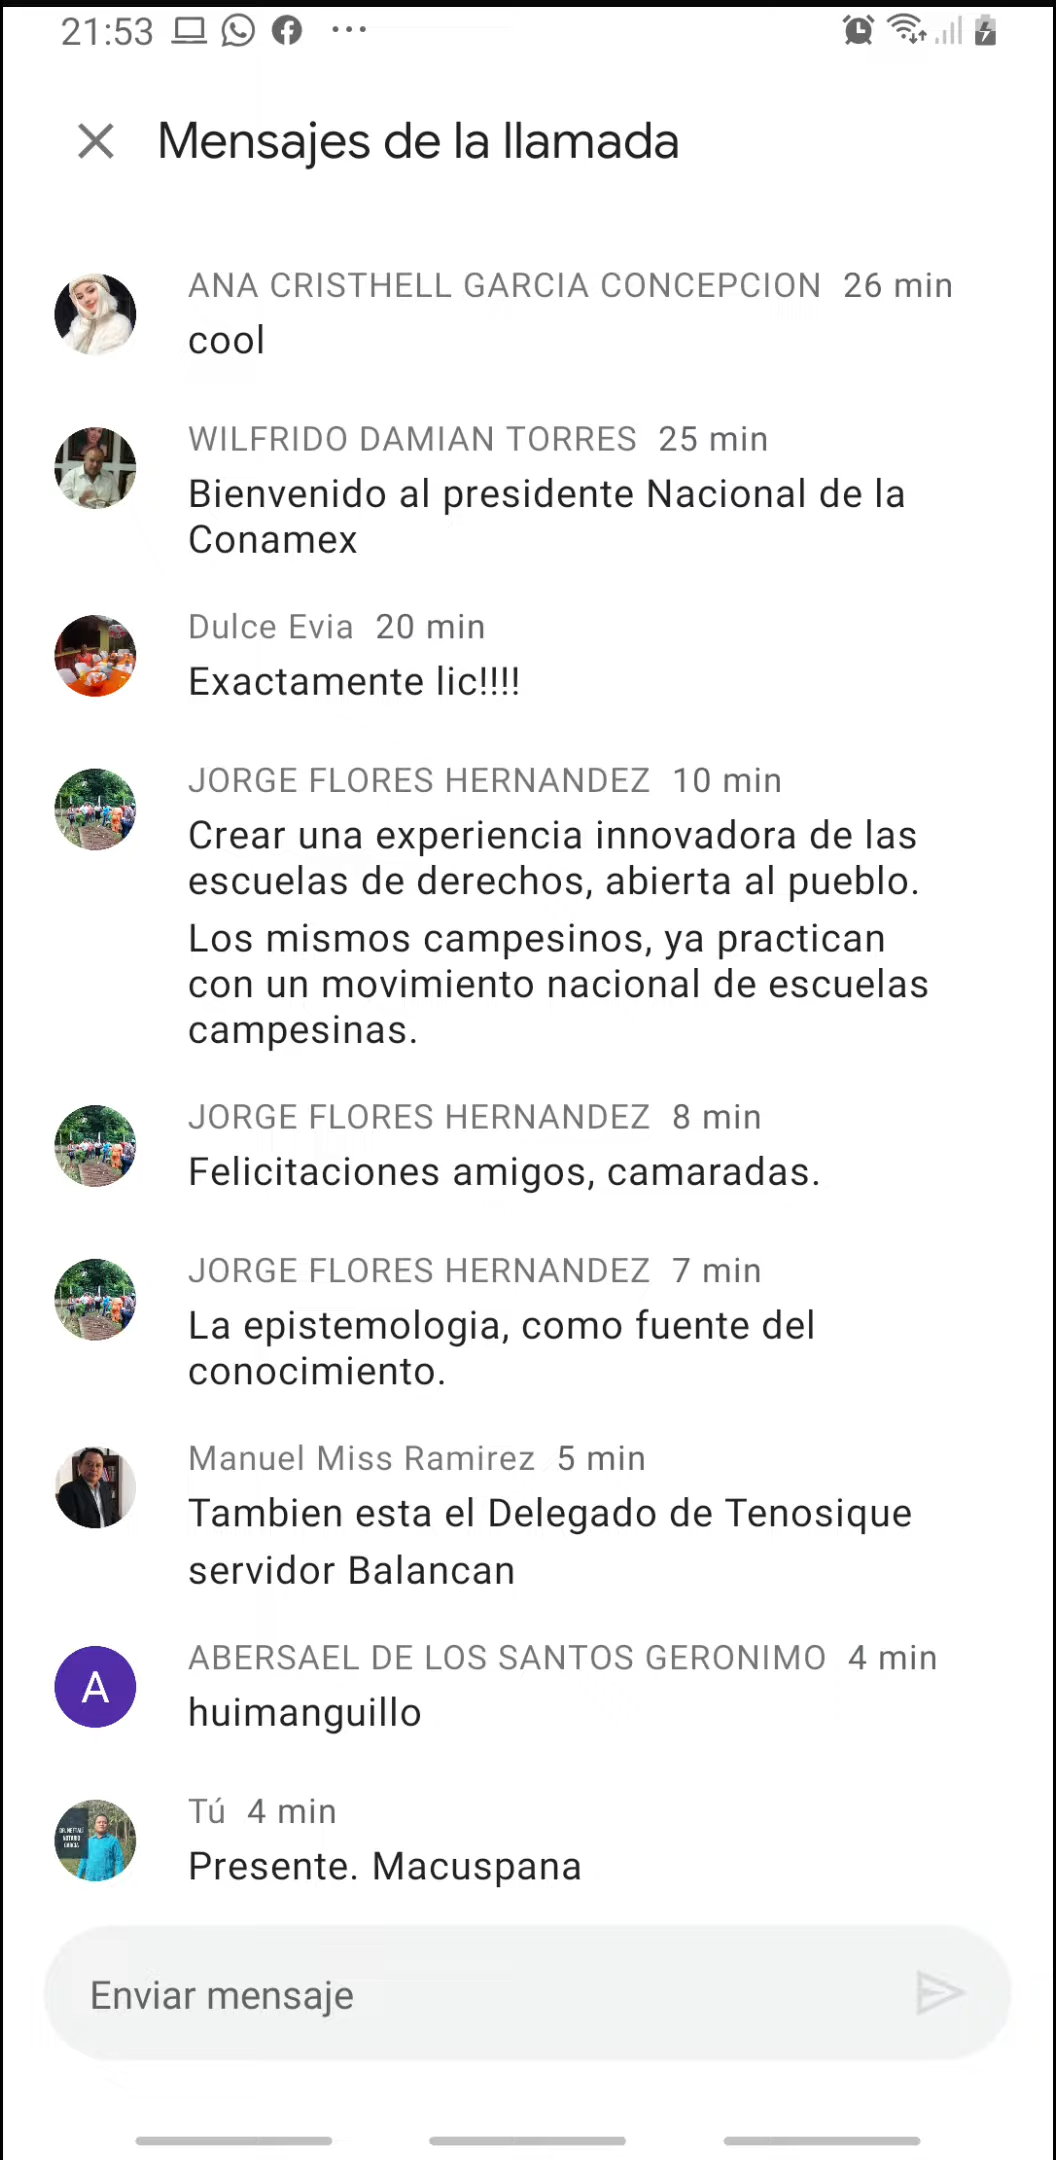 21:53
Mensajes de la llamada
ANA CRISTHELL GARCIA CONCEPCION 26 min
cool
WILFRIDO DAMIAN TORRES 25 min
Bienvenido al presidente Nacional de la
Conamex
Dulce Evia 20 min
Exactamente lic!!!!
JORGE FLORES HERNANDEZ 10 min
Crear una experiencia innovadora de las
escuelas de derechos, abierta al pueblo.
Los mismos campesinos, ya practican
con un movimiento nacional de escuelas
campesinas.
JORGE FLORES HERNANDEZ 8 min
Felicitaciones amigos, camaradas.
JORGE FLORES HERNANDEZ 7 min
La epistemologia, como fuente del
conocimiento.
Manuel Miss Ramirez 5 min
Tambien esta el Delegado de Tenosique
servidor Balancan
A
ABERSAEL DE LOS SANTOS GERONIMO 4 min
huimanguillo
Tú 4 min
Presente. Macuspana
Enviar mensaje